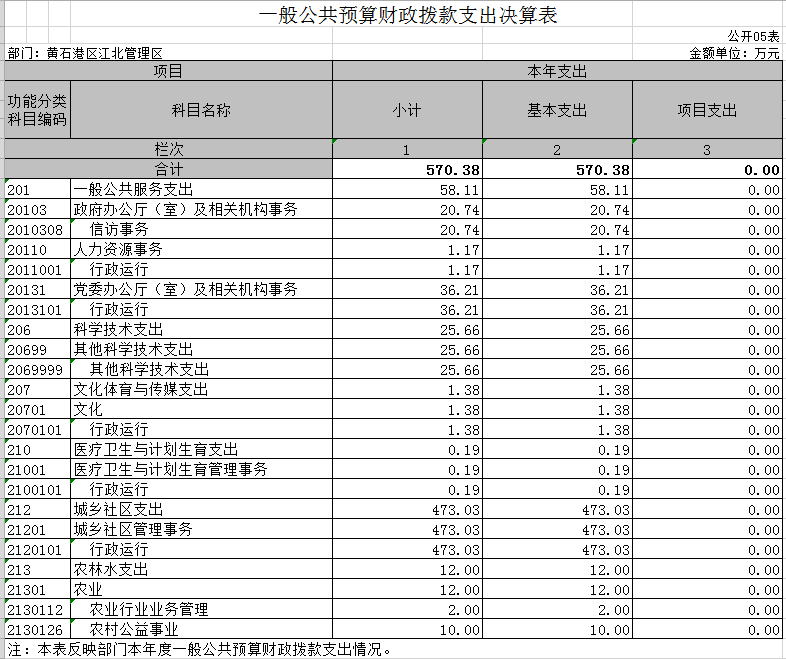 一般公共预算财政拨款支出决算表
公开05表
部门：黄石港区江北管理区 金额单位：万元
项目 本年支出
功能分类科目编码 科目名称 小计 基本支出 项目支出
栏次 1 2 3
合计 570.38 570.38 0.00
201 一般公共服务支出 58.11 58.11 0.00
20103 政府办公厅（室）及相关机构事务 20.74 20.74 0.00
2010308 信访事务 20.74 20.74 0.00
20110 人力资源事务 1.17 1.17 0.00
2011001 行政运行 1.17 1.17 0.00
20131 党委办公厅（室）及相关机构事务 36.21 36.21 0.00
2013101 行政运行 36.21 36.21 0.00
206 科学技术支出 25.66 25.66 0.00
20699 其他科学技术支出 25.66 25.66 0.00
2069999 其他科学技术支出 25.66 25.66 0.00
207 文化体育与传媒支出 1.38 1.38 0.00
20701 文化 1.38 1.38 0.00
2070101 行政运行 1.38 1.38 0.00
210 医疗卫生与计划生育支出 0.19 0.19 0.00
21001 医疗卫生与计划生育管理事务 0.19 0.19 0.00
2100101 行政运行 0.19 0.19 0.00
212 城乡社区支出 473.03 473.03 0.00
21201 城乡社区管理事务 473.03 473.03 0.00
2120101 行政运行 473.03 473.03 0.00
213 农林水支出 12.00 12.00 0.00
21301 农业 12.00 12.00 0.00
2130112 农业行业业务管理 2.00 2.00 0.00
2130126 农村公益事业 10.00 10.00 0.00
注：本表反映部门本年度一般公共预算财政拨款支出情况。